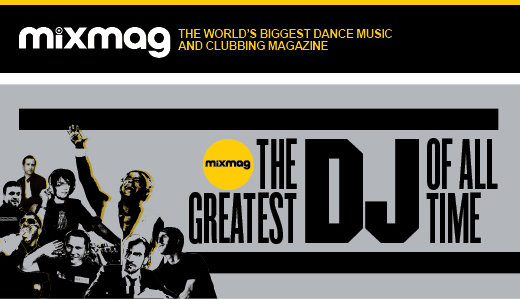 mixmag
THE WORLD'S BIGGEST DANCE MUSIC
AND CLUBBING MAGAZINE
mixmag
THE GREATEST DJ OF ALL TIME